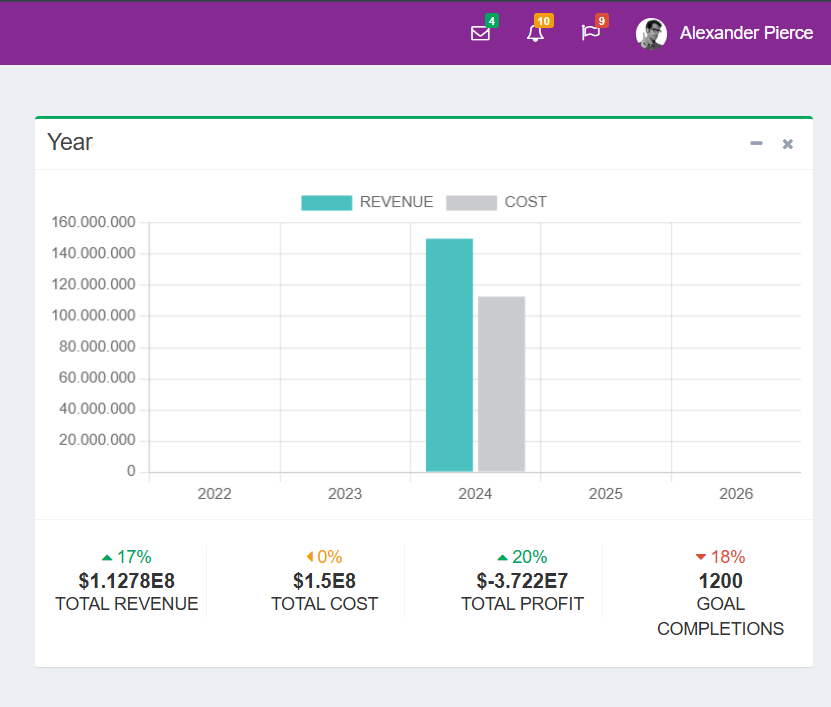 4 10 9 Alexander Pierce
Year
REVENUE COST
160.000.000
140.000.000
120.000.000
100.000.000
80.000.000
60.000.000
40.000.000
20.000.000
0
2022 2023 2024 2025 2026
17% 0% 20% 18%
$1.1278E8 $1.5E8 $-3.722E7 1200
TOTAL REVENUE TOTAL COST TOTAL PROFIT GOAL
COMPLETIONS